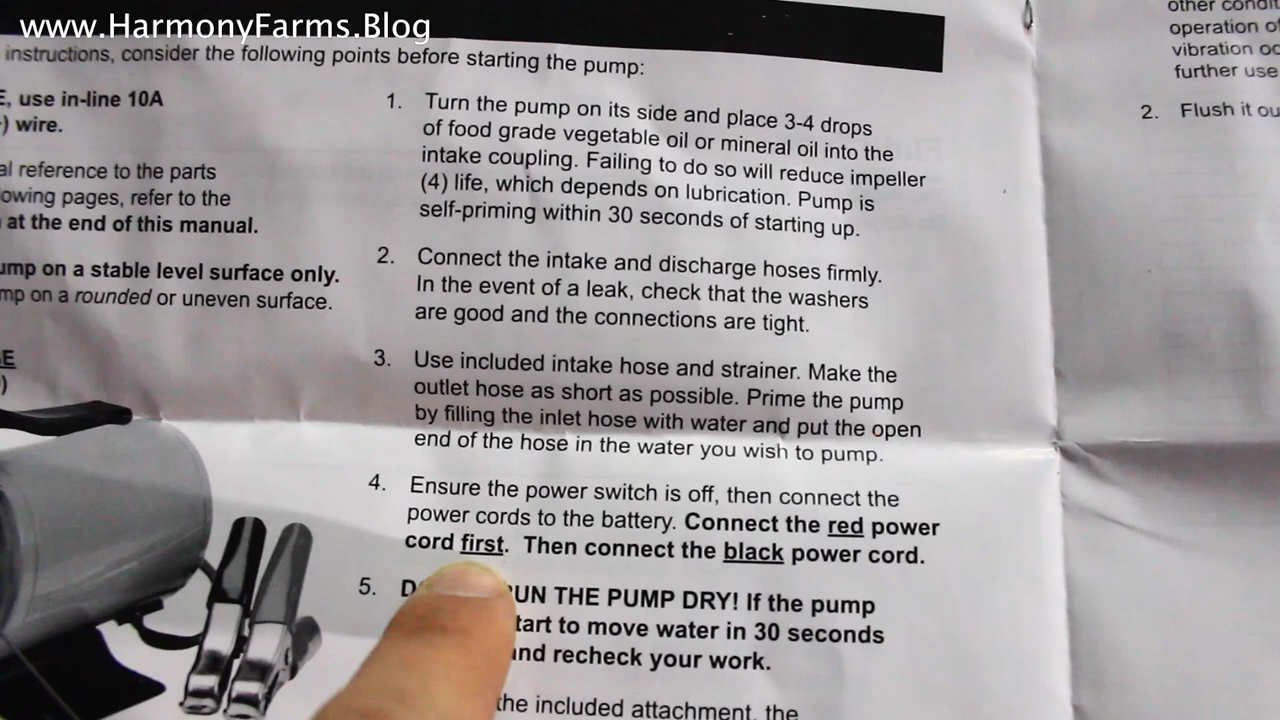 www.HarmonyFarms.Blog
instructions, consider the following points before starting the pump:
E, use in-line 10A
) wire.
al reference to the parts
lowing pages, refer to the
at the end of this manual.
ump on a stable level surface only.
mp on a rounded or uneven surface.
E
)
1. Turn the pump on its side and place 3-4 drops
of food grade vegetable oil or mineral oil into the
intake coupling. Failing to do so will reduce impeller
(4) life, which depends on lubrication. Pump is
self-priming within 30 seconds of starting up.
2. Connect the intake and discharge hoses firmly.
In the event of a leak, check that the washers
are good and the connections are tight.
3. Use included intake hose and strainer. Make the
outlet hose as short as possible. Prime the pump
by filling the inlet hose with water and put the open
end of the hose in the water you wish to pump.
4. Ensure the power switch is off, then connect the
power cords to the battery. Connect the red power
cord first. Then connect the black power cord.
5. D UN THE PUMP DRY! If the pump
tart to move water in 30 seconds
nd recheck your work.
the included attachment, the
other condit
operation of
vibration oc
further use
2. Flush it ou